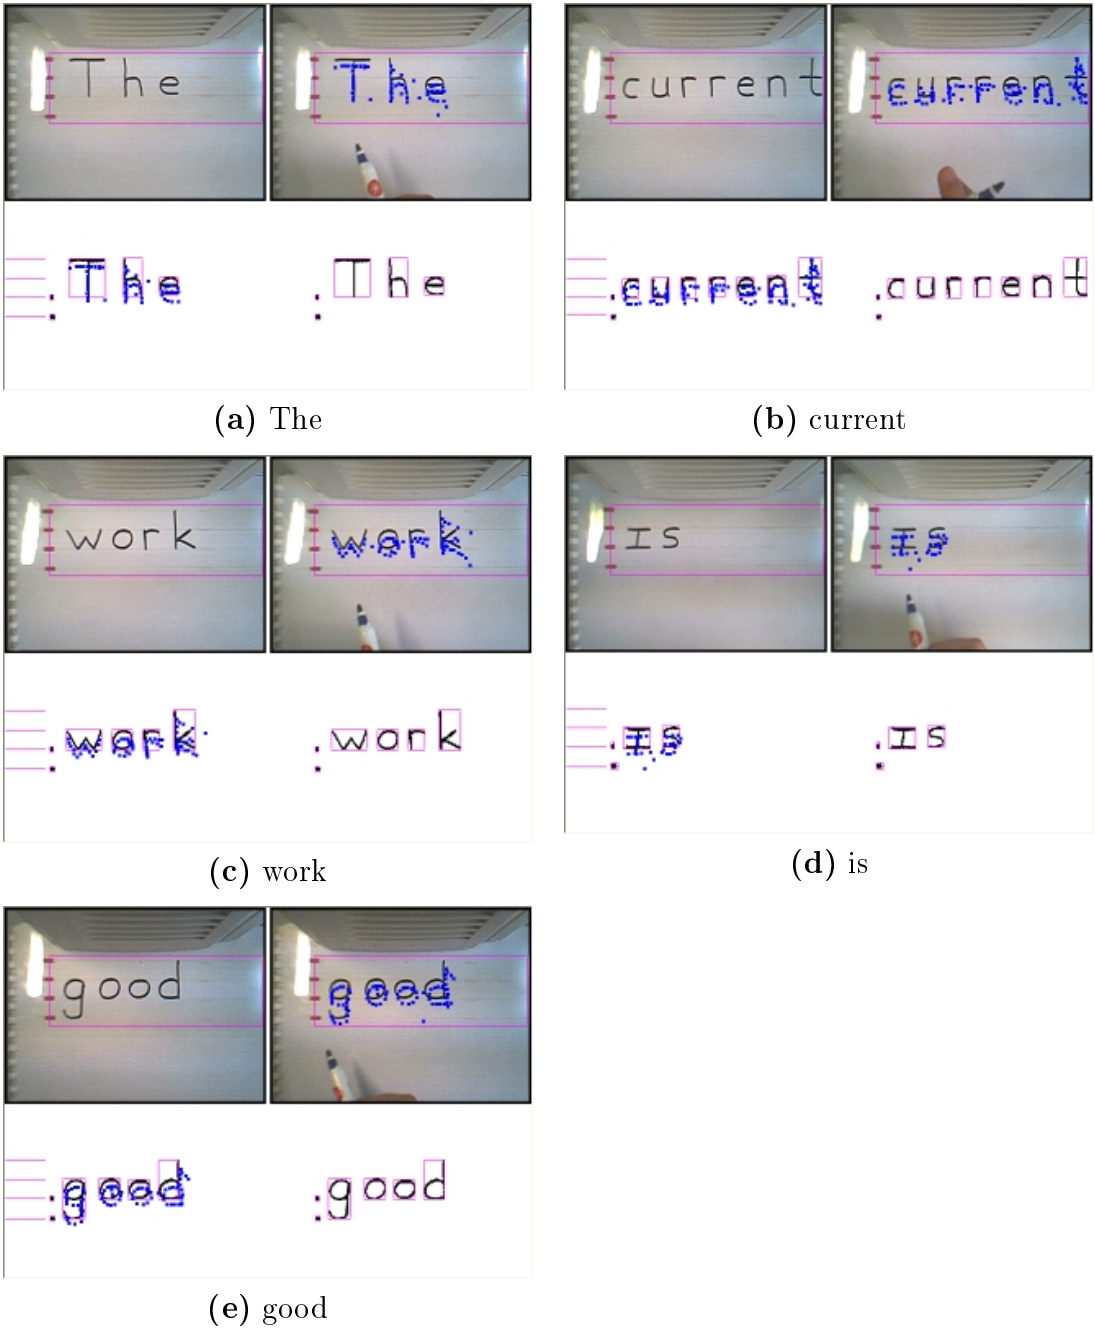 The
The
The
The
(a) The
current
current
current
current
(b) current
work
work
work
work
(c) work
Is
Is
Is
Is
(d) is
good
good
good
good
(e) good